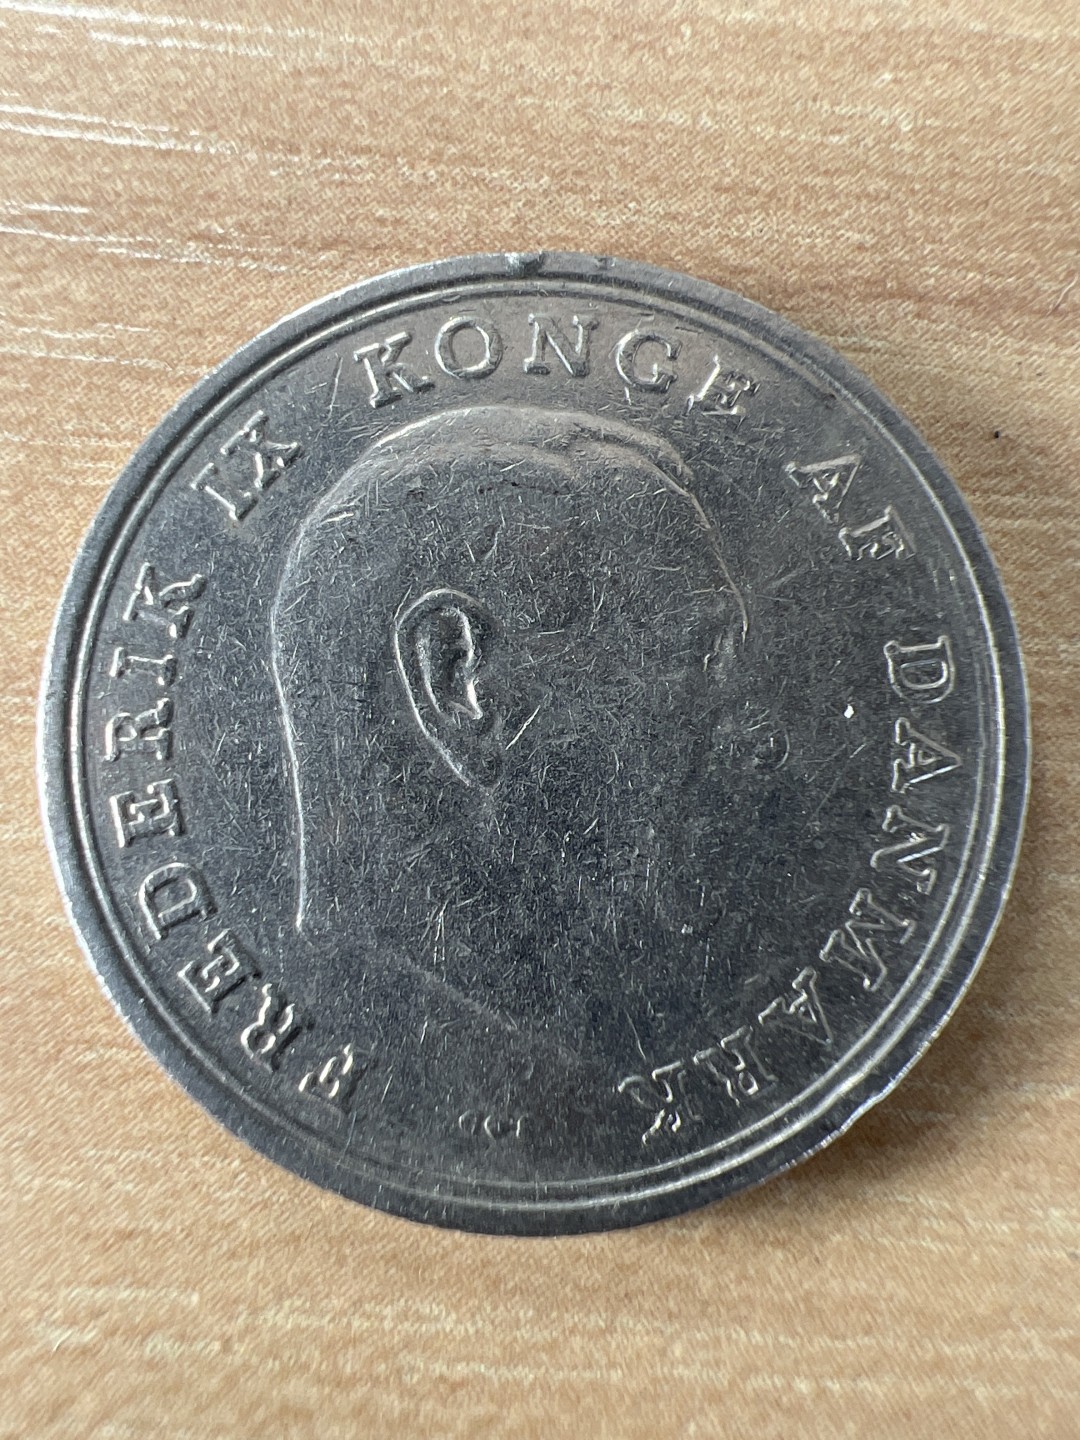 FREDERIK IX KONGE AF DANMARK